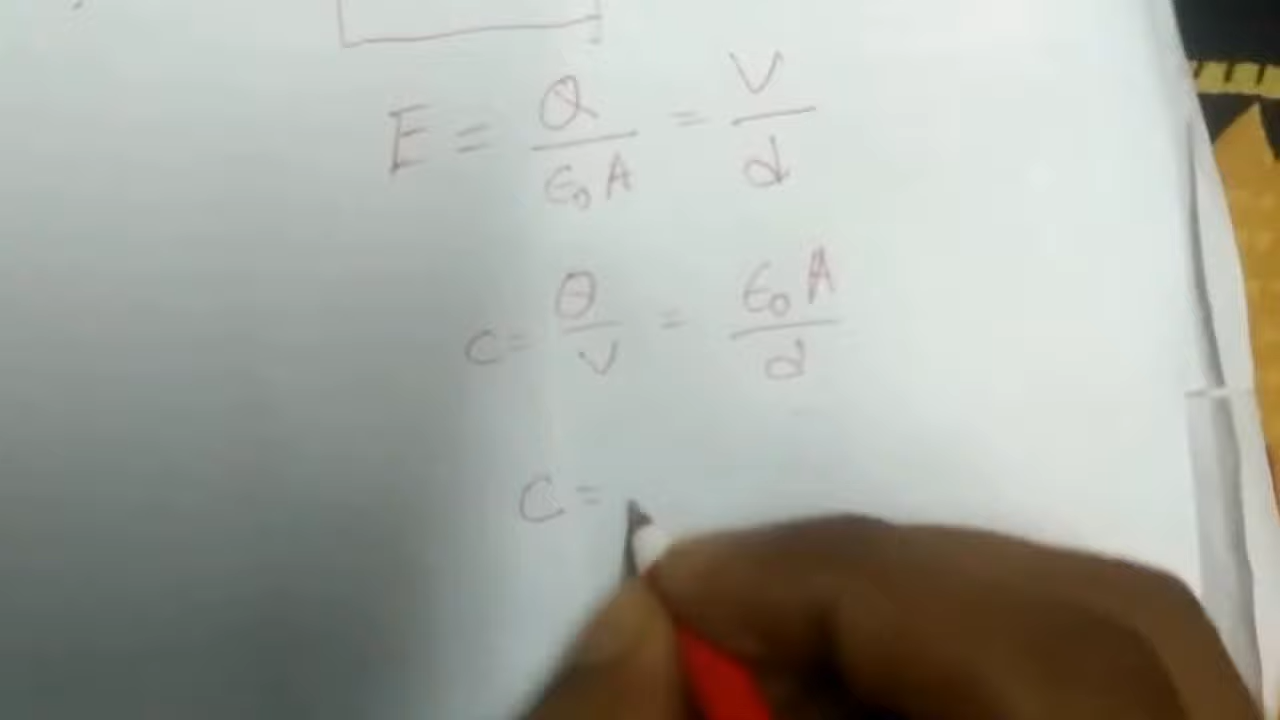 E = Q/ϵ₀A = V/d
C = Q/V = ϵ₀A/d
C =